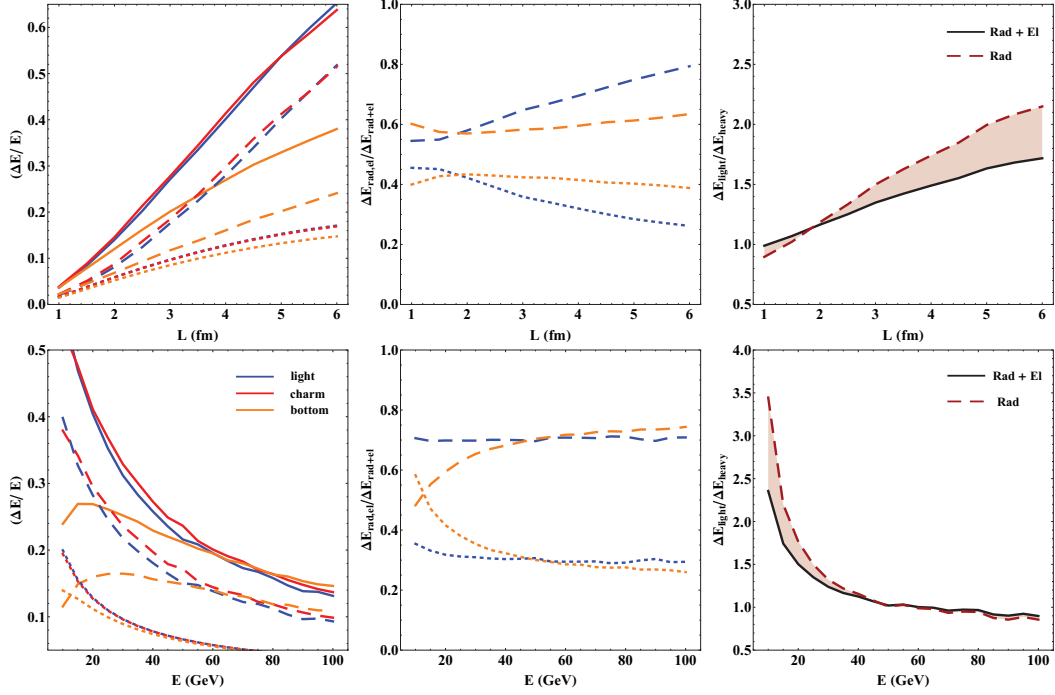 (ΔE/ E)
0.6
0.5
0.4
0.3
0.2
0.1
0.0
1 2 3 4 5 6
L (fm)
ΔE_rad,el/ΔE_rad+el
1.0
0.8
0.6
0.4
0.2
0.0
1 2 3 4 5 6
L (fm)
ΔE_light/ΔE_heavy
3.0
2.5
2.0
1.5
1.0
0.5
1 2 3 4 5 6
L (fm)
Rad + El
Rad
(ΔE/ E)
0.5
0.4
0.3
0.2
0.1
20 40 60 80 100
E (GeV)
light
charm
bottom
ΔE_rad,el/ΔE_rad+el
1.0
0.8
0.6
0.4
0.2
0.0
20 40 60 80 100
E (GeV)
ΔE_light/ΔE_heavy
4.0
3.5
3.0
2.5
2.0
1.5
1.0
0.5
20 40 60 80 100
E (GeV)
Rad + El
Rad